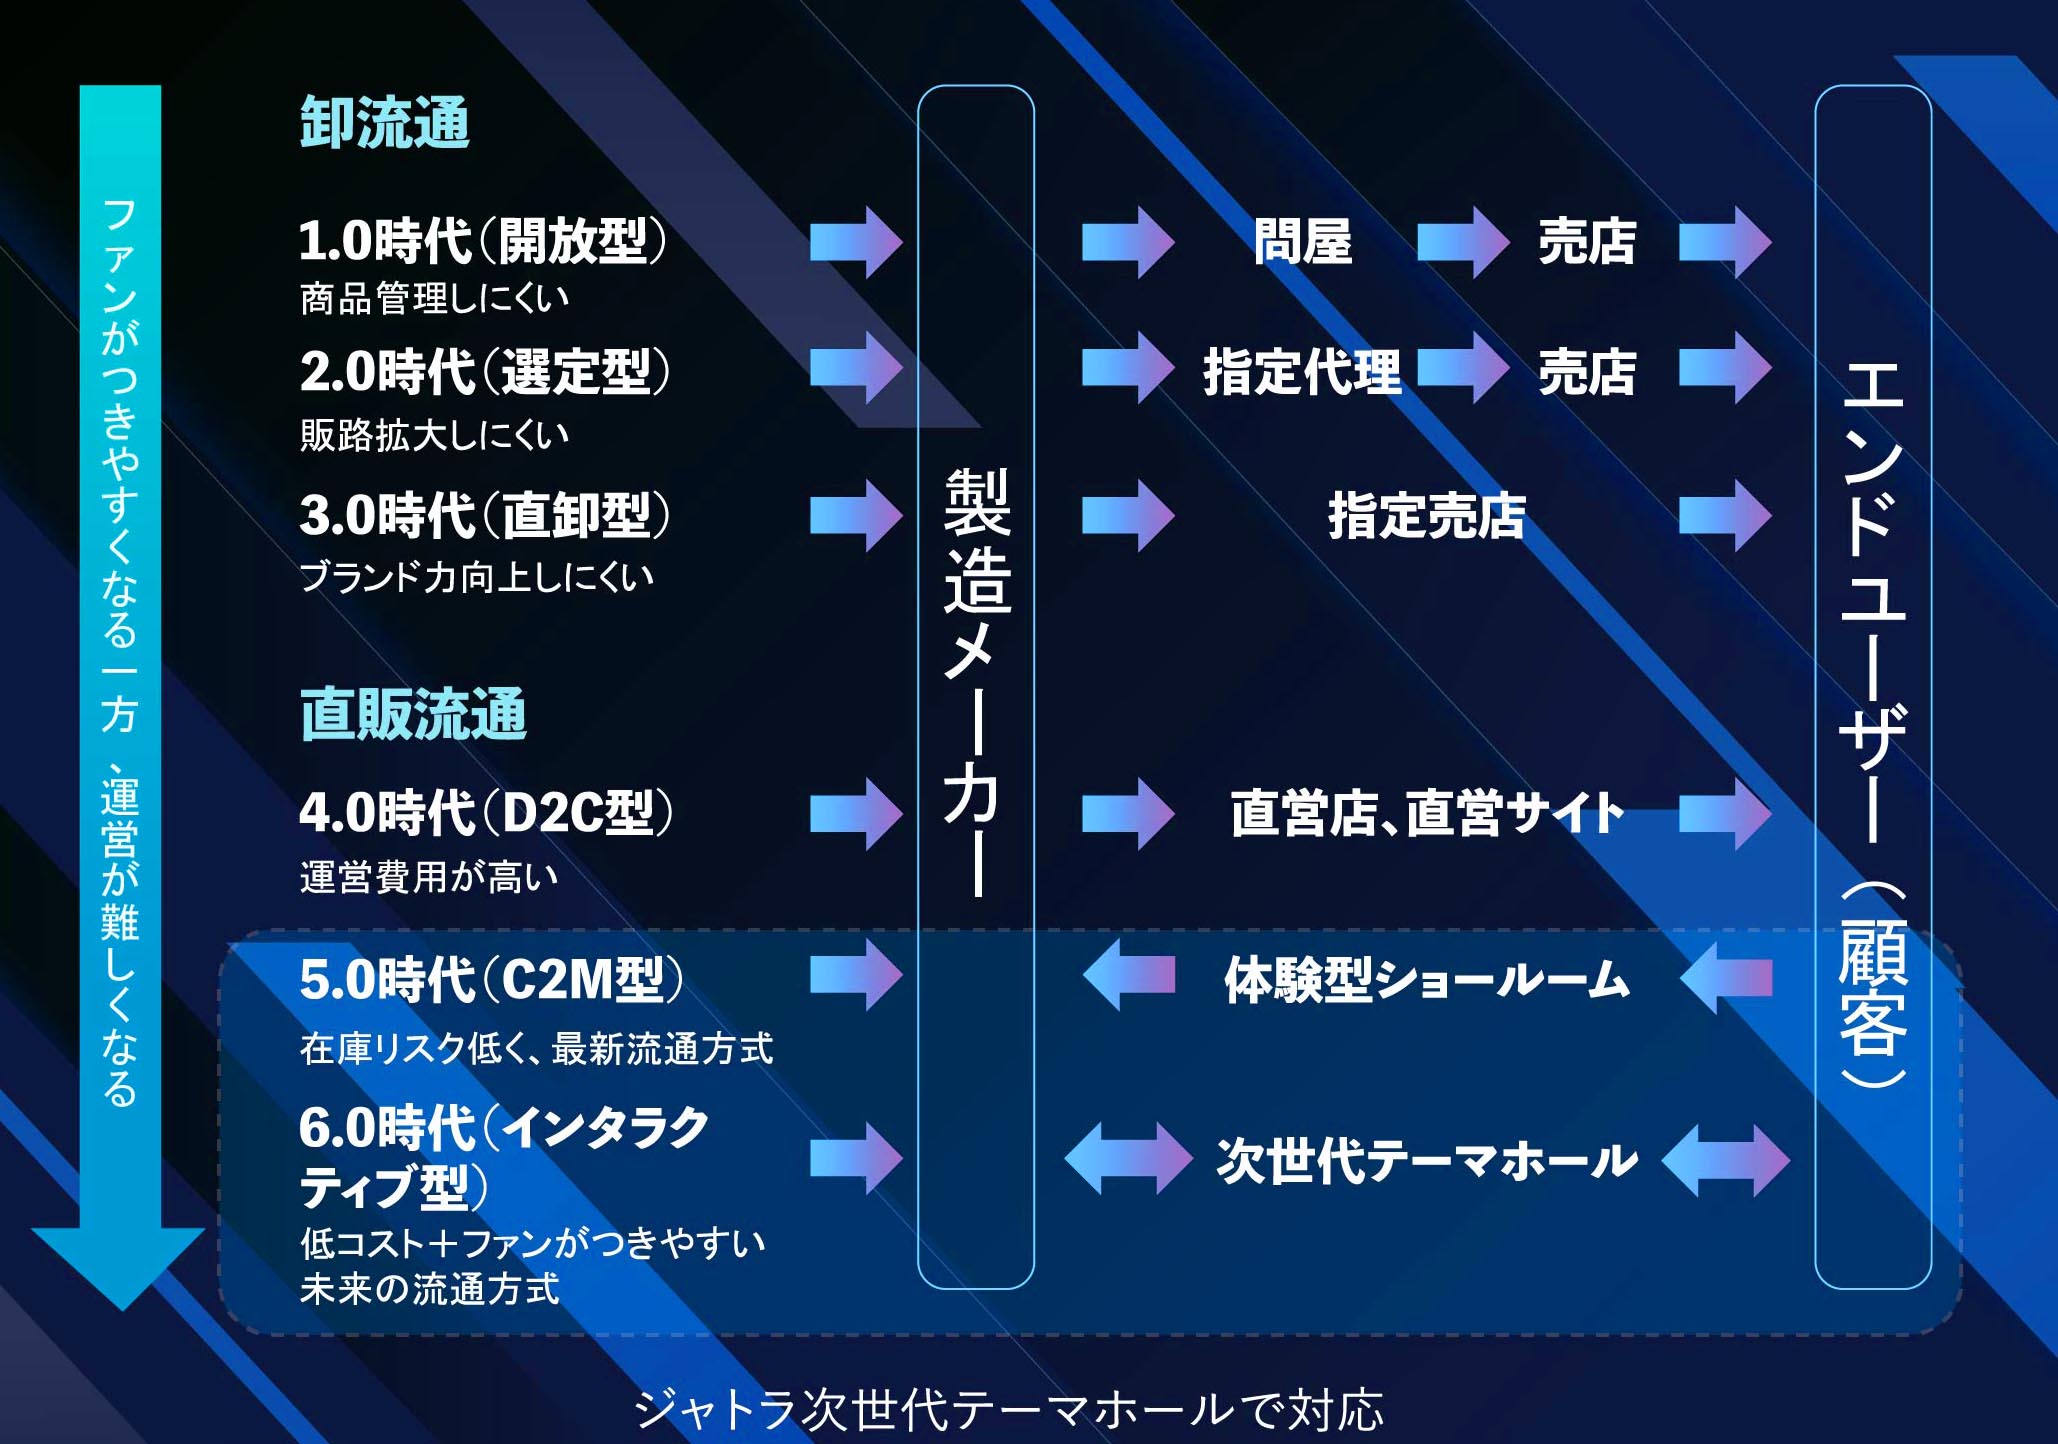 ファンがつきやすくなる一方、運営が難しくなる
卸流通
1.0時代（開放型）
商品管理しにくい
問屋
売店
2.0時代（選定型）
販路拡大しにくい
指定代理
売店
3.0時代（直卸型）
ブランド力向上しにくい
指定売店
直販流通
4.0時代（D2C型）
運営費用が高い
直営店、直営サイト
5.0時代（C2M型）
在庫リスク低く、最新流通方式
体験型ショールーム
6.0時代（インタラク
ティブ型）
低コスト＋ファンがつきやすい
未来の流通方式
次世代テーマホール
製造メーカー
エンドユーザー（顧客）
ジャトラ次世代テーマホールで対応